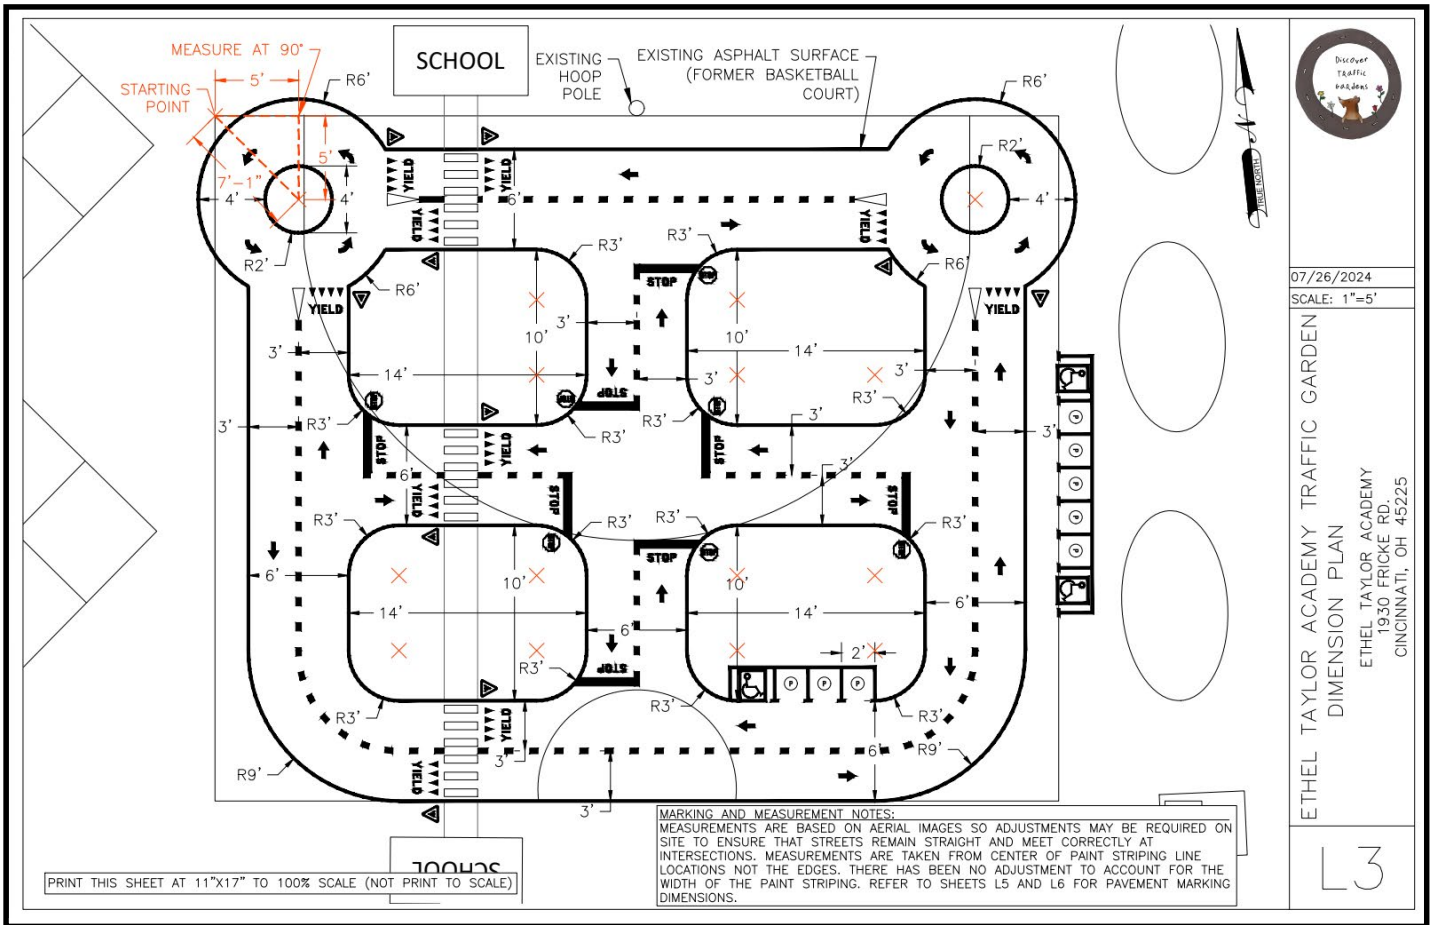 MEASURE AT 90°
STARTING
POINT
5'
R6'
SCHOOL
EXISTING
HOOP
POLE
EXISTING ASPHALT SURFACE
(FORMER BASKETBALL
COURT)
R6'
Discover
Traffic
Gardens
N
TRUE NORTH
5'
7'-1"
4'
4'
R2'
YIELD
YIELD
YIELD
6'
R2'
4'
YIELD
R3'
R3'
R6'
R6'
STOP
STOP
YIELD
YIELD
07/26/2024
SCALE: 1"=5'
3'
10'
14'
3'
STOP
3'
10'
14'
3'
STOP
STOP
R3'
R3'
STOP
R3'
STOP
R3'
3'
3'
3'
P
P
P
P
P
STOP
6'
YIELD
YIELD
STOP
3'
STOP
STOP
R3'
R3'
R3'
R3'
STOP
STOP
STOP
STOP
6'
10'
14'
6'
10'
14'
6'
R3'
STOP
2'
P
P
P
R3'
YIELD
R3'
R3'
3'
6'
R9'
R9'
YIELD
3'
SCHOOL
PRINT THIS SHEET AT 11"X17" TO 100% SCALE (NOT PRINT TO SCALE)
MARKING AND MEASUREMENT NOTES:
MEASUREMENTS ARE BASED ON AERIAL IMAGES SO ADJUSTMENTS MAY BE REQUIRED ON
SITE TO ENSURE THAT STREETS REMAIN STRAIGHT AND MEET CORRECTLY AT
INTERSECTIONS. MEASUREMENTS ARE TAKEN FROM CENTER OF PAINT STRIPING LINE
LOCATIONS NOT THE EDGES. THERE HAS BEEN NO ADJUSTMENT TO ACCOUNT FOR THE
WIDTH OF THE PAINT STRIPING. REFER TO SHEETS L5 AND L6 FOR PAVEMENT MARKING
DIMENSIONS.
ETHEL TAYLOR ACADEMY TRAFFIC GARDEN
DIMENSION PLAN
ETHEL TAYLOR ACADEMY
1930 FRICKE RD.
CINCINNATI, OH 45225
L3